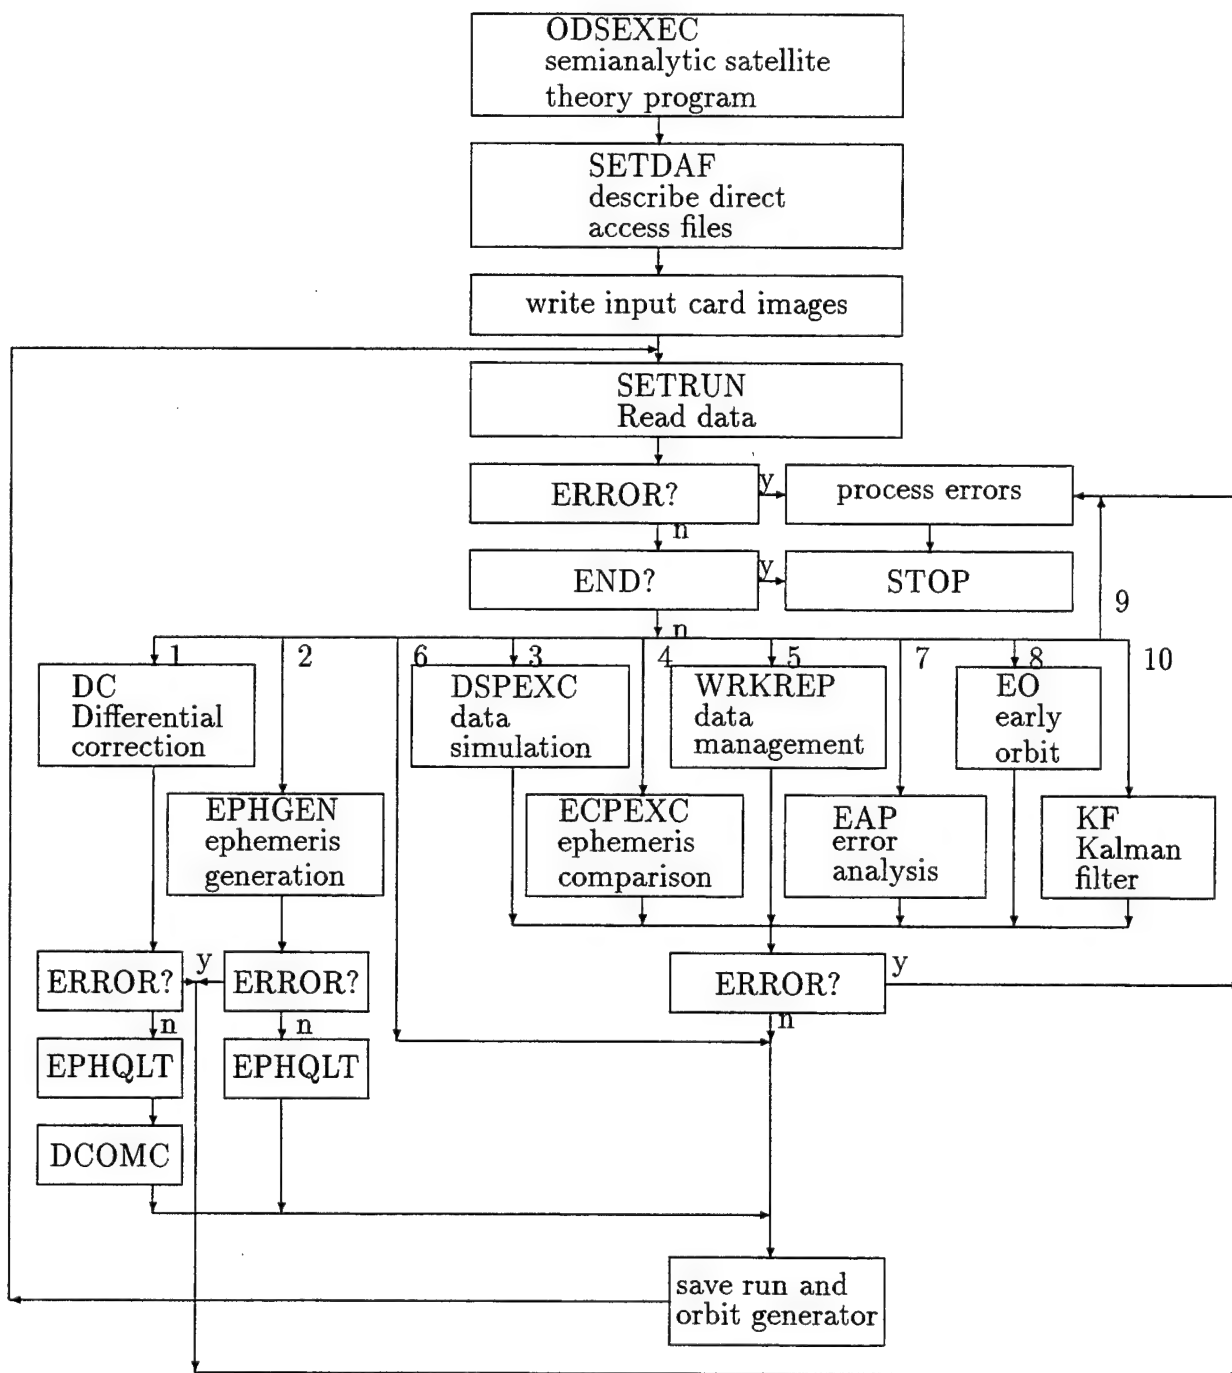 ODSEXEC
semianalytic satellite
theory program
SETDAF
describe direct
access files
write input card images
SETRUN
Read data
ERROR?
y
process errors
n
END?
y
STOP
n
9
1
2
6
3
4
5
7
8
10
DC
Differential
correction
DSPEXC
data
simulation
WRKREP
data
management
EO
early
orbit
EPHGEN
ephemeris
generation
ECPEXC
ephemeris
comparison
EAP
error
analysis
KF
Kalman
filter
ERROR?
y
ERROR?
ERROR?
y
n
n
n
EPHQLT
EPHQLT
DCOMC
save run and
orbit generator